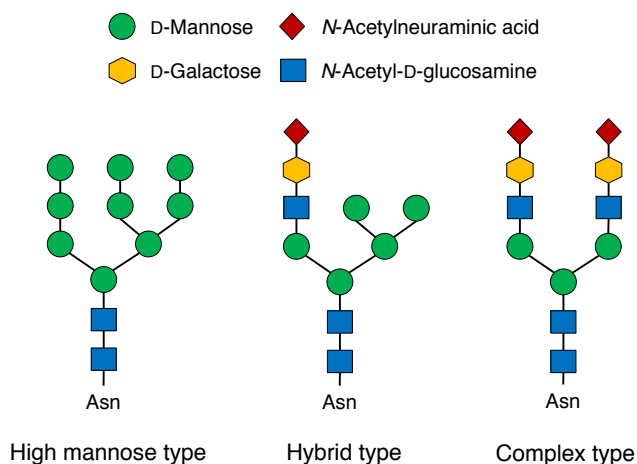 D-Mannose
N-Acetylneuraminic acid
D-Galactose
N-Acetyl-D-glucosamine
Asn
Asn
Asn
High mannose type
Hybrid type
Complex type